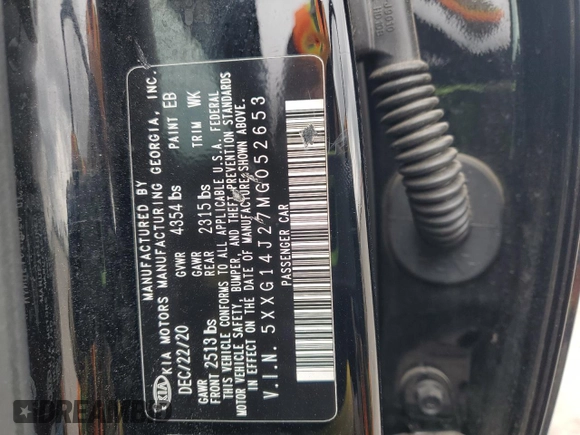 KIA
MANUFACTURED BY
KIA MOTORS MANUFACTURING GEORGIA, INC.
DEC/22/20 GVWR 4354 lbs PAINT EB
GAWR FRONT 2513 lbs GAWR REAR 2315 lbs TRIM WK
THIS VEHICLE CONFORMS TO ALL APPLICABLE U.S.A. FEDERAL
MOTOR VEHICLE SAFETY, BUMPER, AND THEFT PREVENTION STANDARDS
IN EFFECT ON THE DATE OF MANUFACTURE SHOWN ABOVE.
V.I.N. 5XXG14J27MG052653
PASSENGER CAR